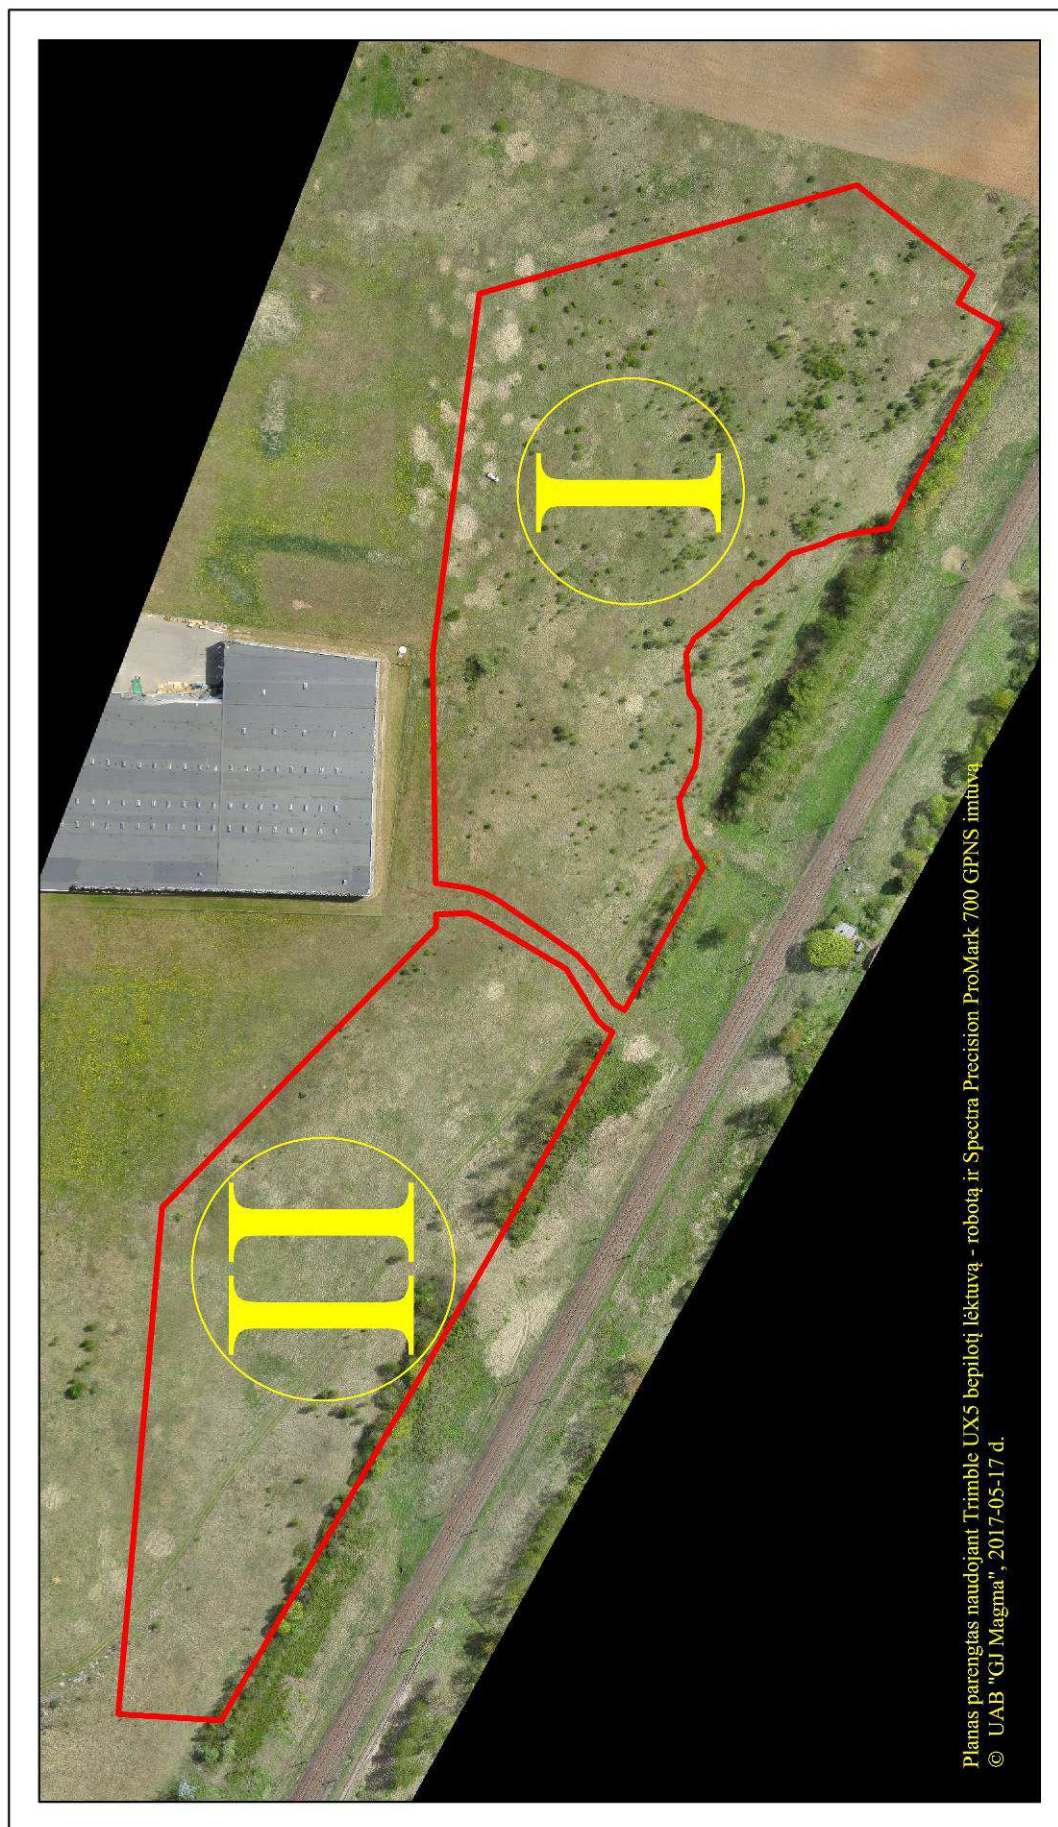 I
II
Planas parengtas naudojant Trimble UX5 bepilotį lėktuvą - robotą ir Spectra Precision ProMark 700 GPNS imtuvą
© UAB "GJ Magma", 2017-05-17 d.